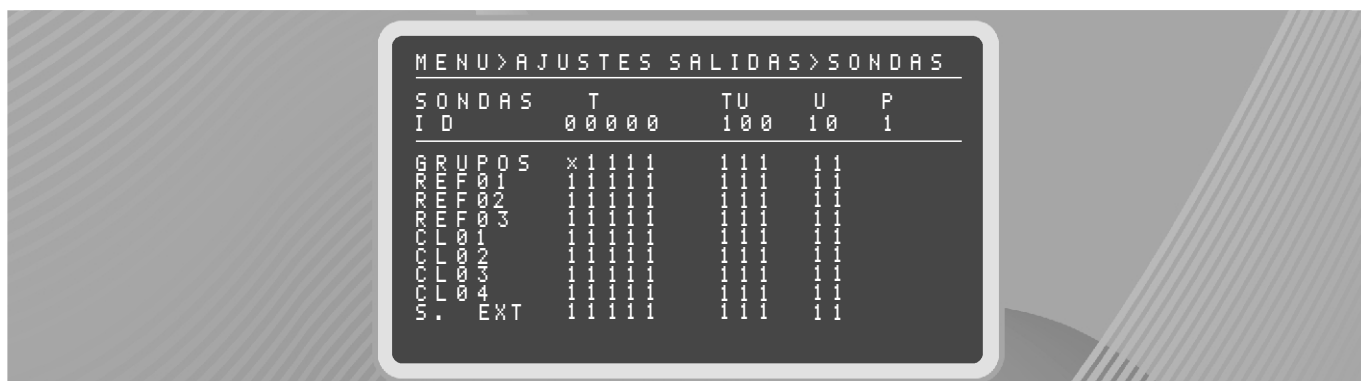 MENU>AJUSTES SALIDAS>SONDAS
SONDAS T TU U P
ID 00000 100 10 1
GRUPOS x1111 111 11
REF01 11111 111 11
REF02 11111 111 11
REF03 11111 111 11
CL01 11111 111 11
CL02 11111 111 11
CL03 11111 111 11
CL04 11111 111 11
S. EXT 11111 111 11